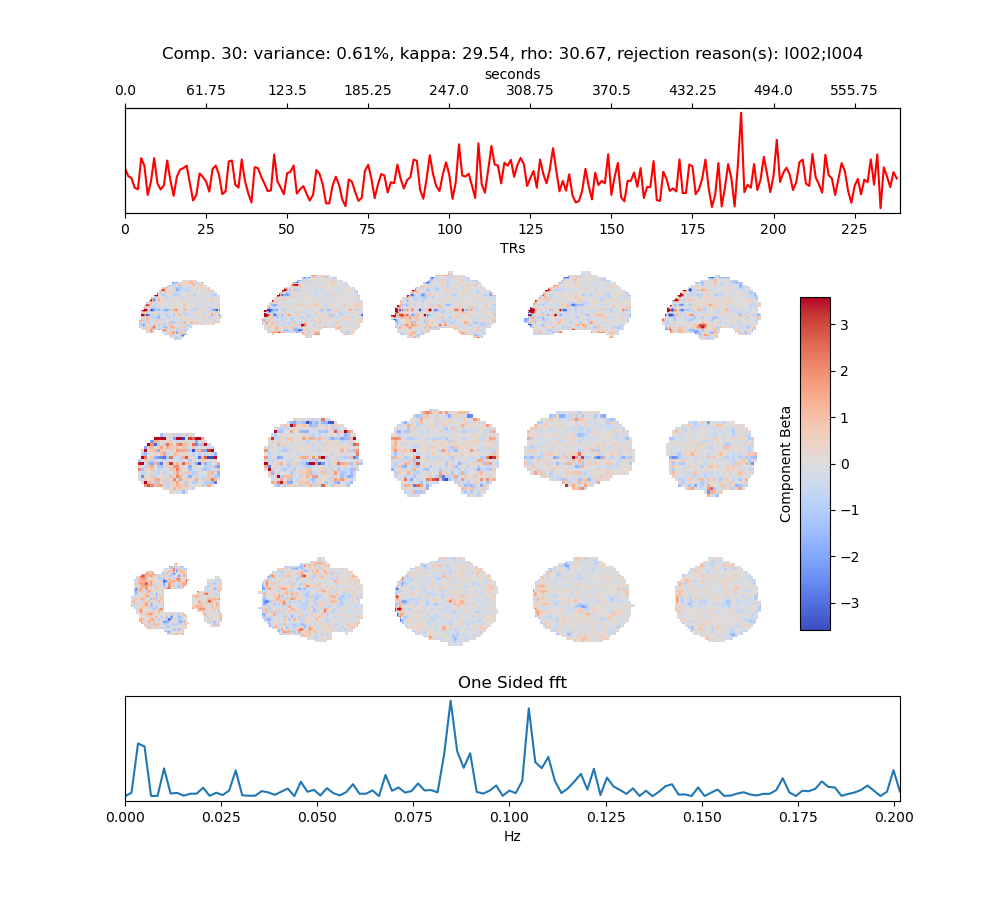 Comp. 30: variance: 0.61%, kappa: 29.54, rho: 30.67, rejection reason(s): I002;I004
seconds
0.0 61.75 123.5 185.25 247.0 308.75 370.5 432.25 494.0 555.75
0 25 50 75 100 125 150 175 200 225
TRs
3
2
1
0
−1
−2
−3
Component Beta
One Sided fft
0.000 0.025 0.050 0.075 0.100 0.125 0.150 0.175 0.200
Hz